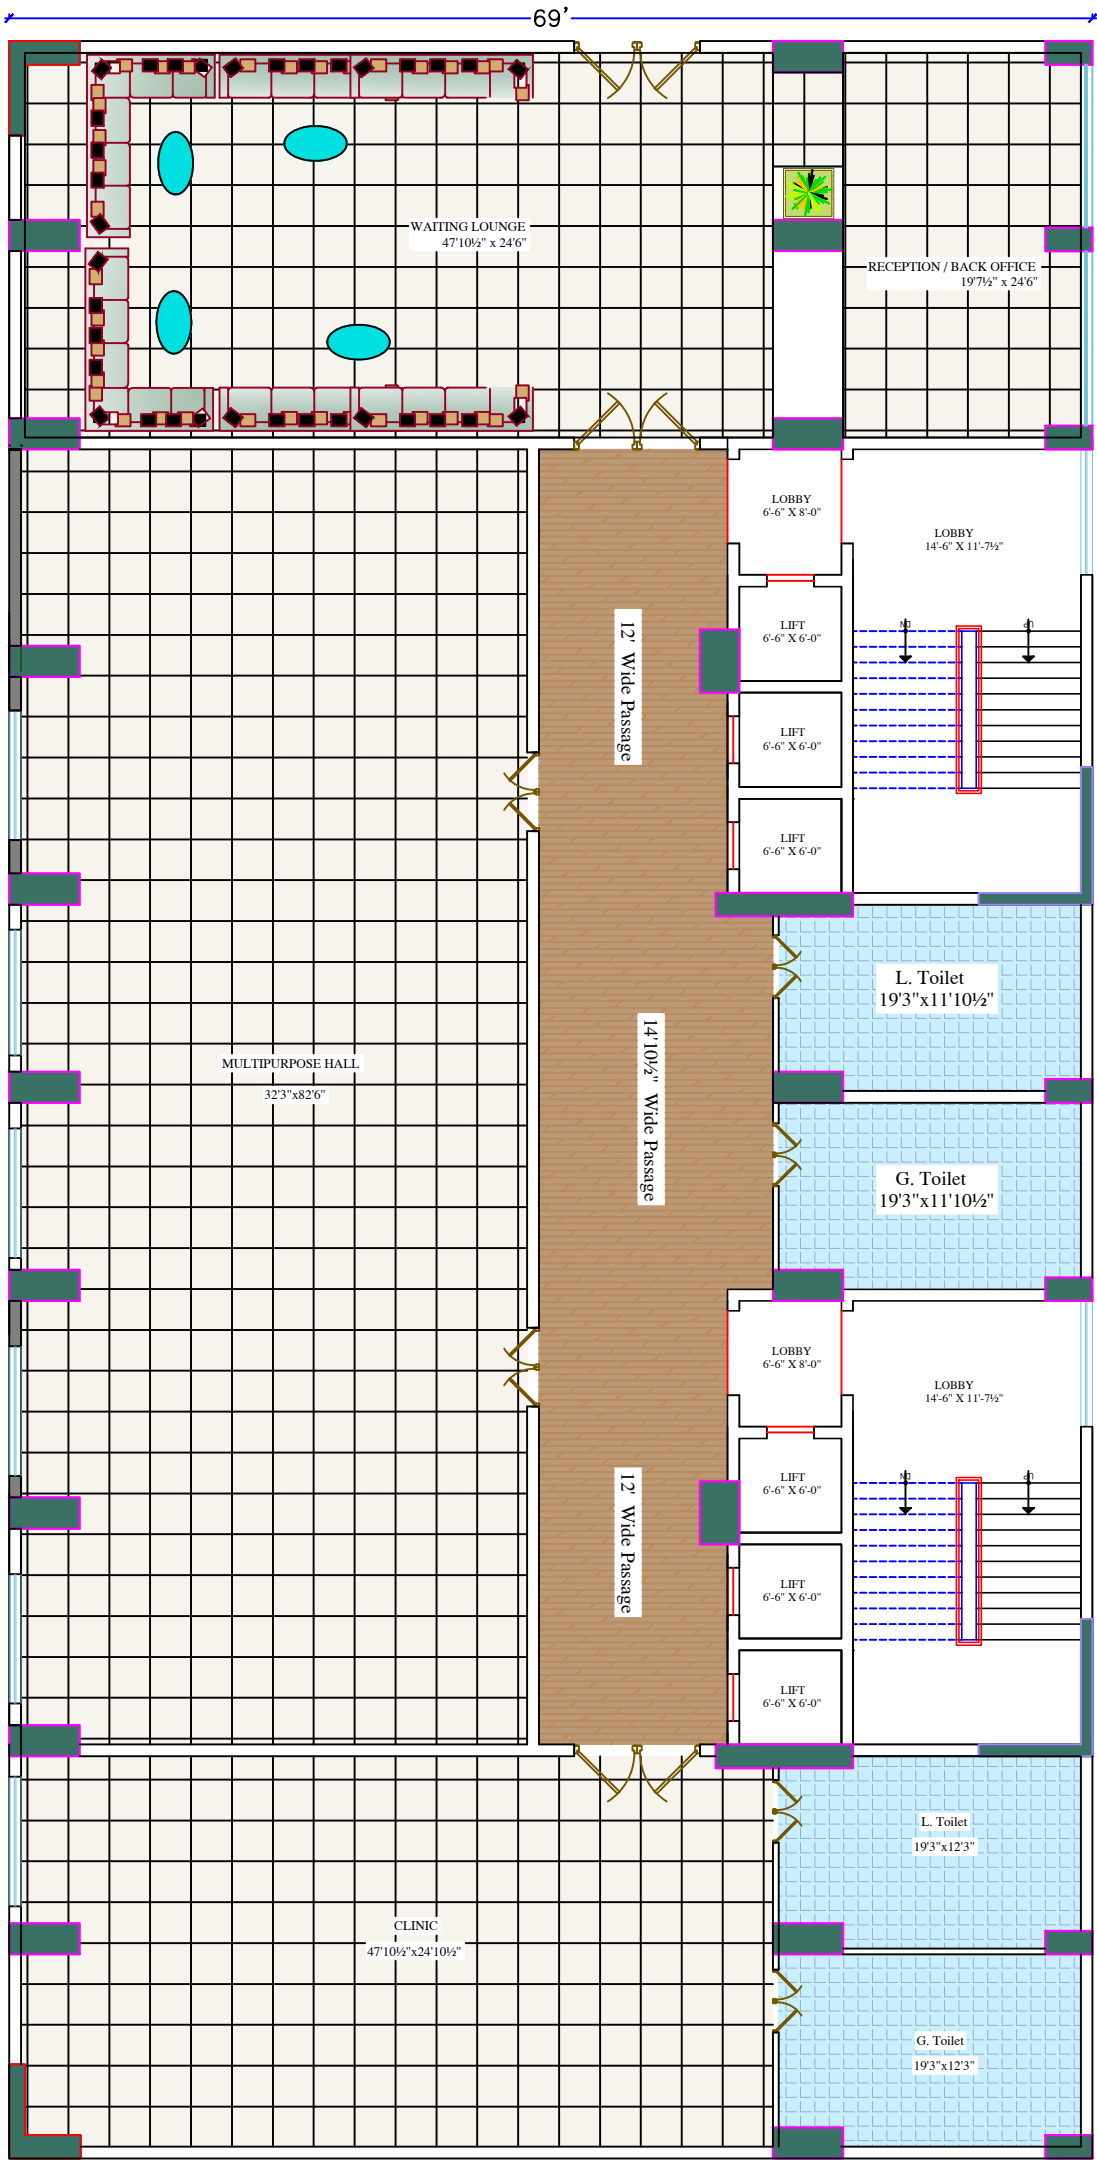 69'
WAITING LOUNGE
47'10½" x 24'6"
RECEPTION / BACK OFFICE
19'7½" x 24'6"
LOBBY
6'-6" X 8'-0"
LOBBY
14'-6" X 11'-7½"
LIFT
6'-6" X 6'-0"
DN
UP
12' Wide Passage
LIFT
6'-6" X 6'-0"
LIFT
6'-6" X 6'-0"
L. Toilet
19'3"x11'10½"
MULTIPURPOSE HALL
32'3"x82'6"
14'10½" Wide Passage
G. Toilet
19'3"x11'10½"
LOBBY
6'-6" X 8'-0"
LOBBY
14'-6" X 11'-7½"
LIFT
6'-6" X 6'-0"
DN
UP
12' Wide Passage
LIFT
6'-6" X 6'-0"
LIFT
6'-6" X 6'-0"
L. Toilet
19'3"x12'3"
CLINIC
47'10½"x24'10½"
G. Toilet
19'3"x12'3"